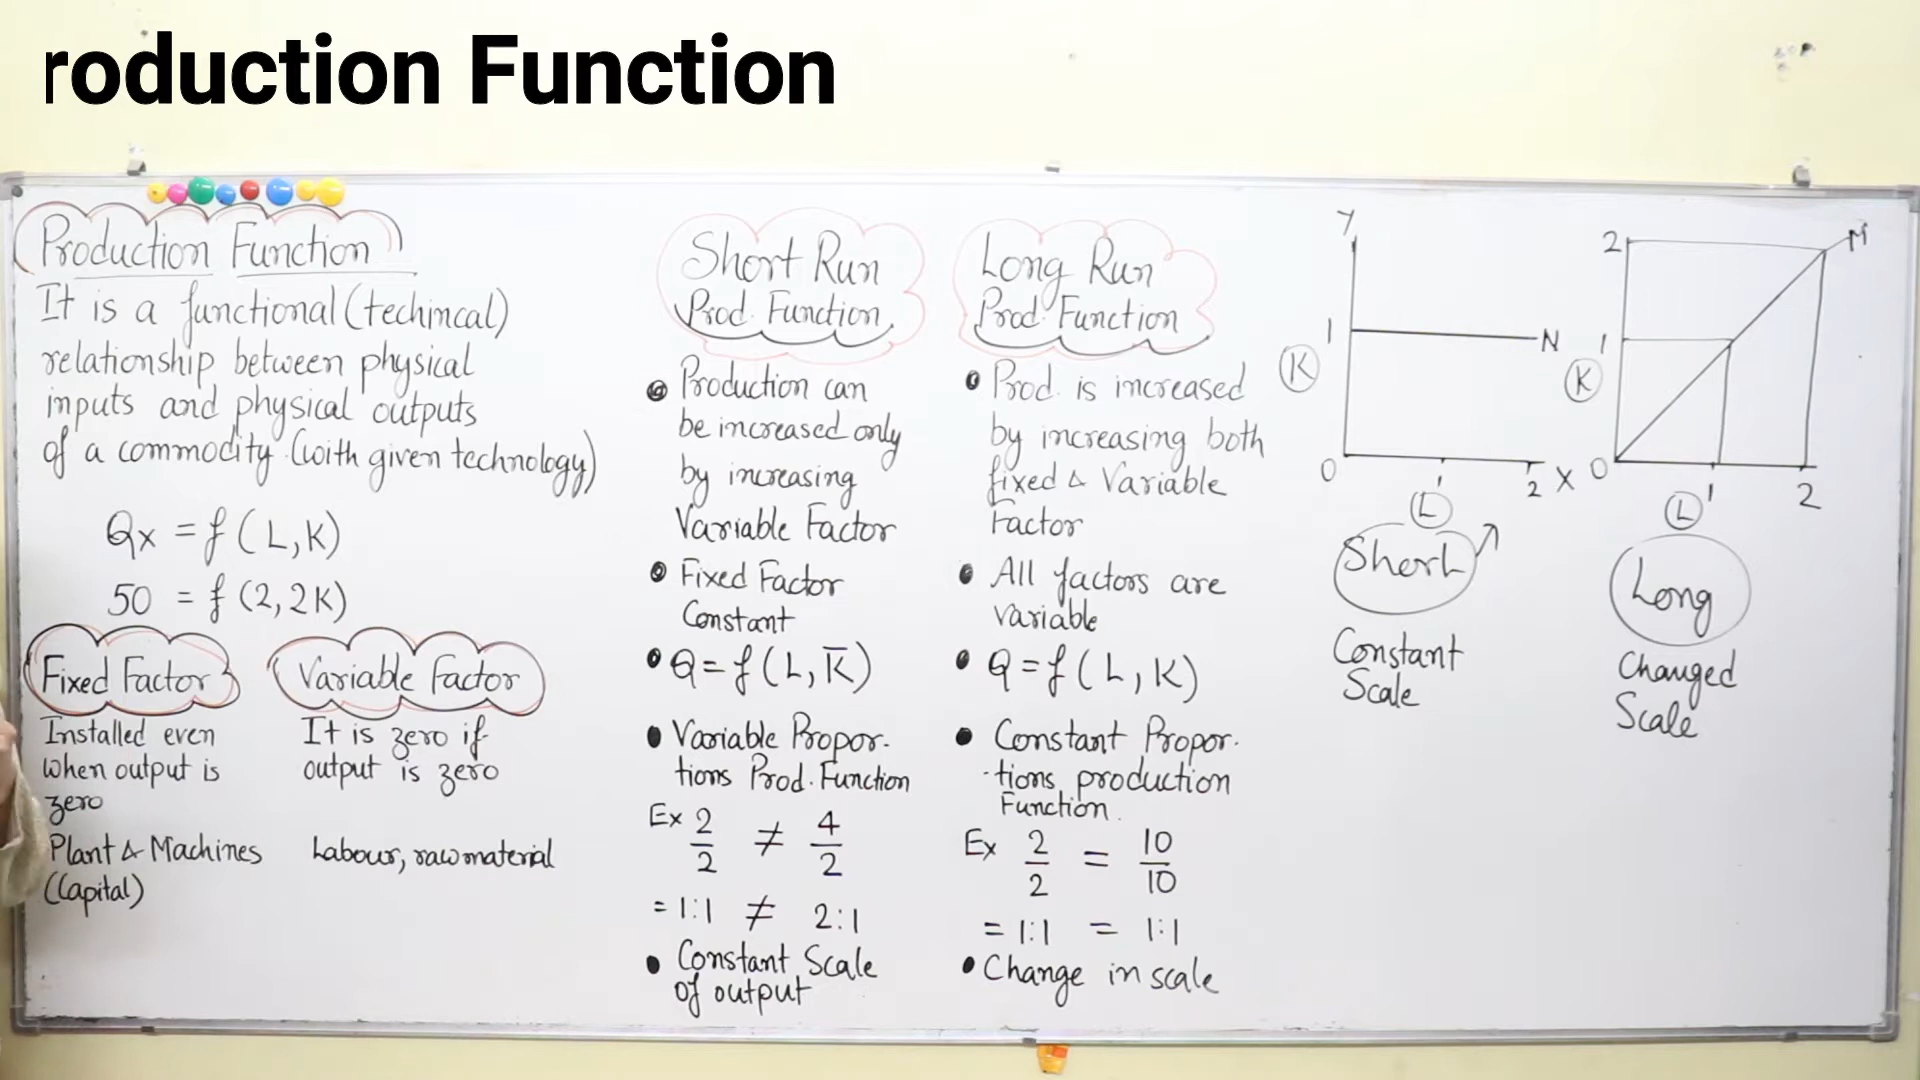 roduction Function
Production Function
It is a functional (techincal)
relationship between physical
inputs and physical outputs
of a commodity (with given technology)
Qx = f (L, K)
50 = f (2, 2K)
Fixed Factor
Installed even
when output is
zero
Plant & Machines
(Capital)
Variable Factor
It is zero if
output is zero
Labour, raw material
Short Run
Prod. Function
Production can
be increased only
by increasing
Variable Factor
Fixed Factor
Constant
Q = f (L, K̅)
Variable Propor.
tions Prod. Function
Ex 2/2 ≠ 4/2
= 1:1 ≠ 2:1
Constant Scale
of output
Long Run
Prod. Function
Prod. is increased
by increasing both
fixed & Variable
Factor
All factors are
variable
Q = f (L, K)
Constant Propor.
tions production
Function.
Ex 2/2 = 10/10
= 1:1 = 1:1
Change in scale
Y
1 N
K
O 1 2 X
L
Short
Constant
Scale
2 M
1
K
O 1 2
L
Long
Changed
Scale